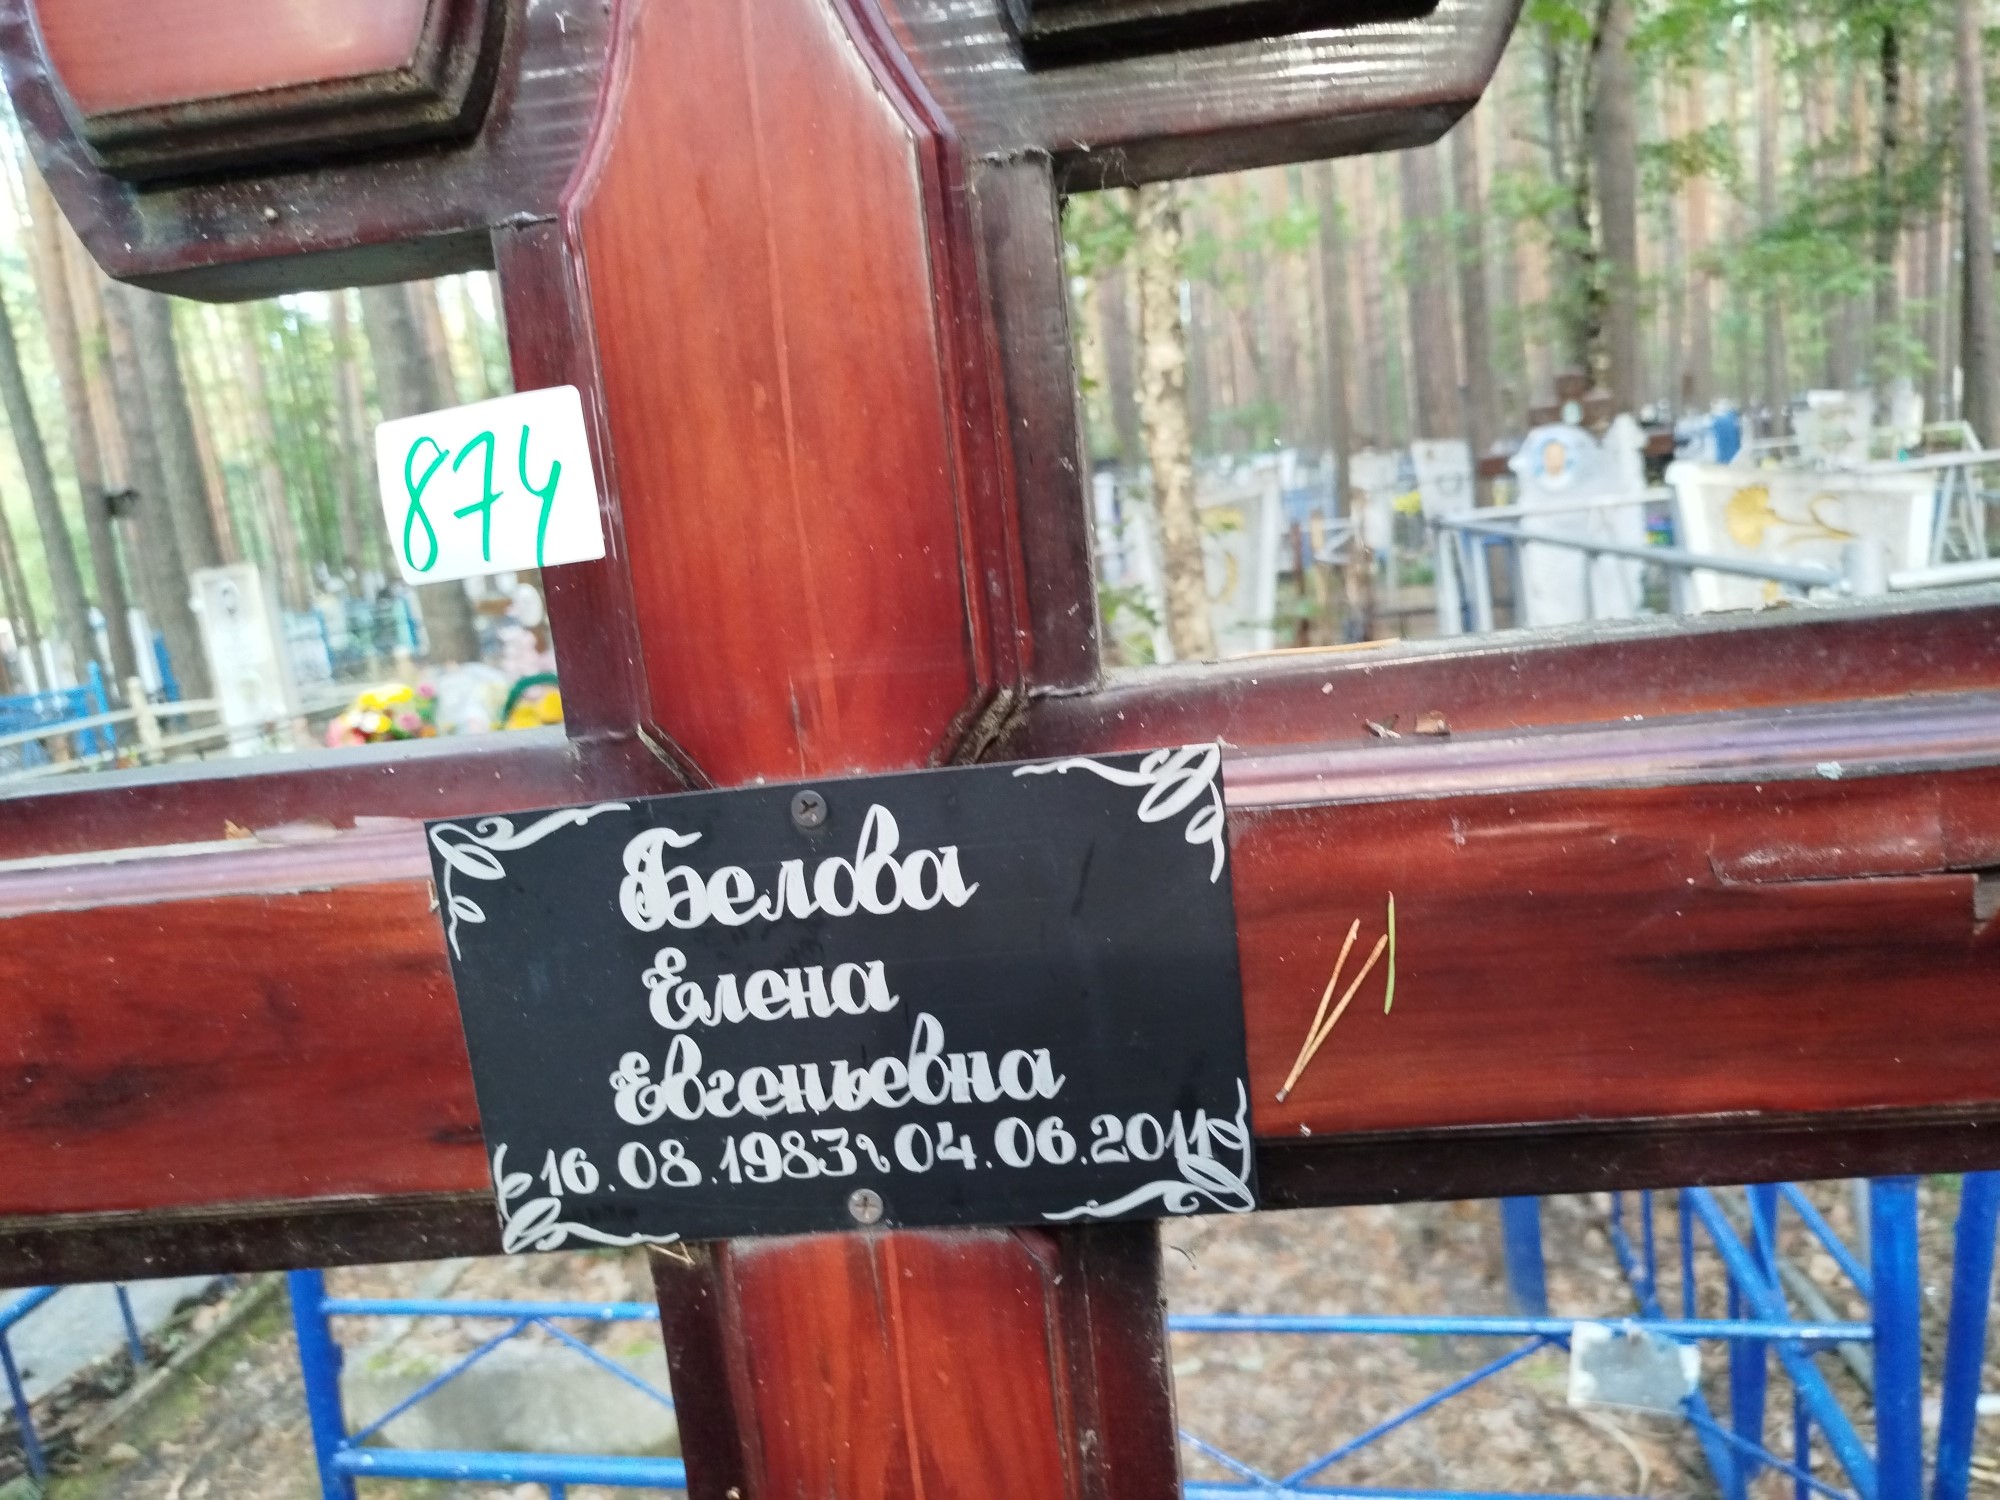 874
Белова
Елена
Евгеньевна
16.08.1983г 04.06.2011